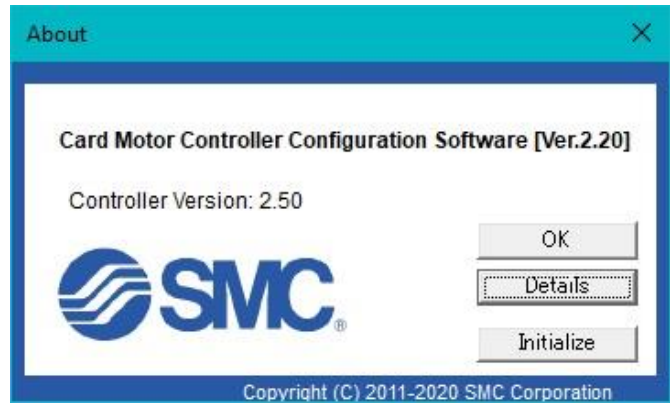 About
Card Motor Controller Configuration Software [Ver.2.20]
Controller Version: 2.50
OK
SMC®
Details
Initialize
Copyright (C) 2011-2020 SMC Corporation